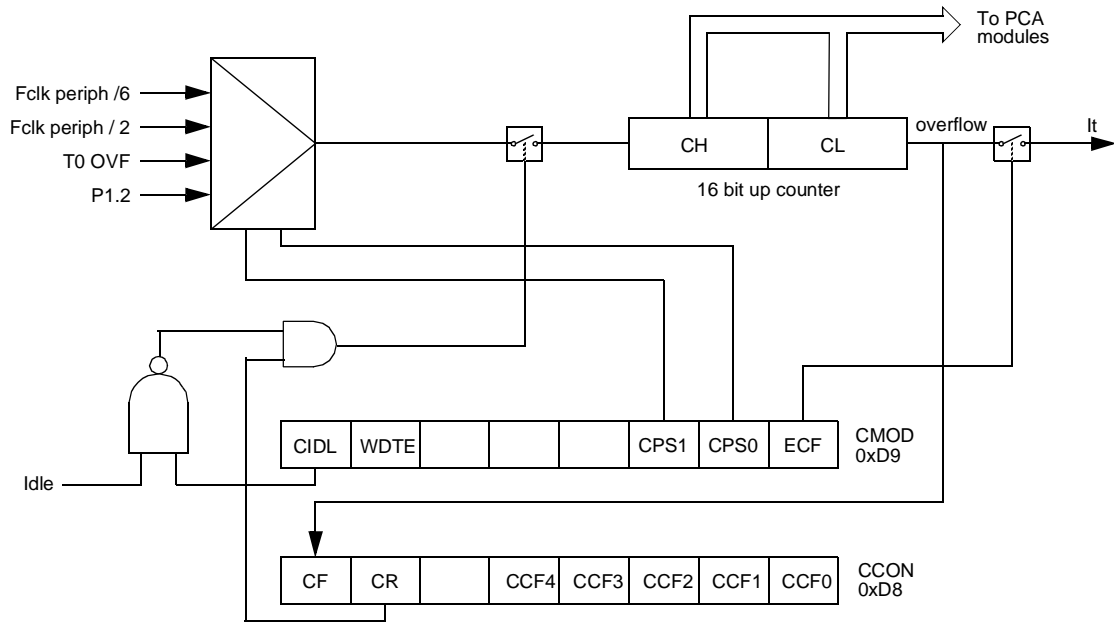 To PCA
modules
Fclk periph /6
Fclk periph / 2
T0 OVF
P1.2
CH
CL
overflow
It
16 bit up counter
CIDL
WDTE
CPS1
CPS0
ECF
CMOD
0xD9
Idle
CF
CR
CCF4
CCF3
CCF2
CCF1
CCF0
CCON
0xD8